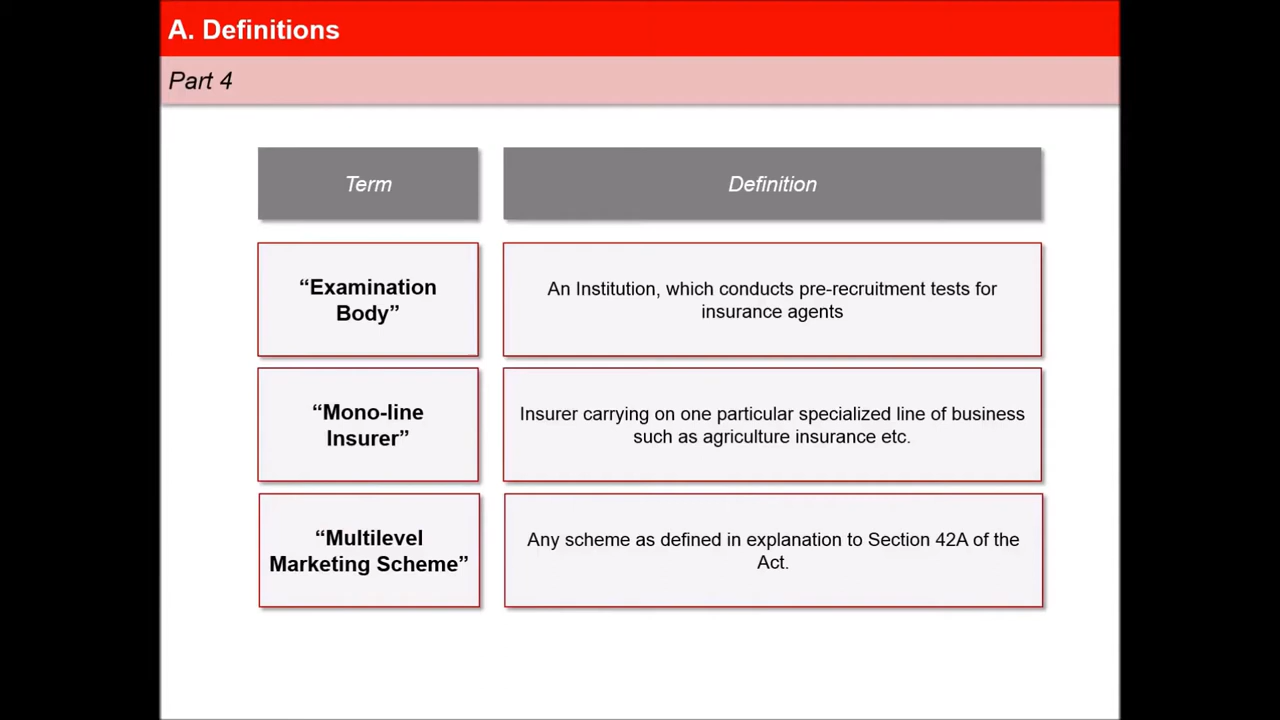 A. Definitions
Part 4
Term
Definition
“Examination
Body”
An Institution, which conducts pre-recruitment tests for
insurance agents
“Mono-line
Insurer”
Insurer carrying on one particular specialized line of business
such as agriculture insurance etc.
“Multilevel
Marketing Scheme”
Any scheme as defined in explanation to Section 42A of the
Act.